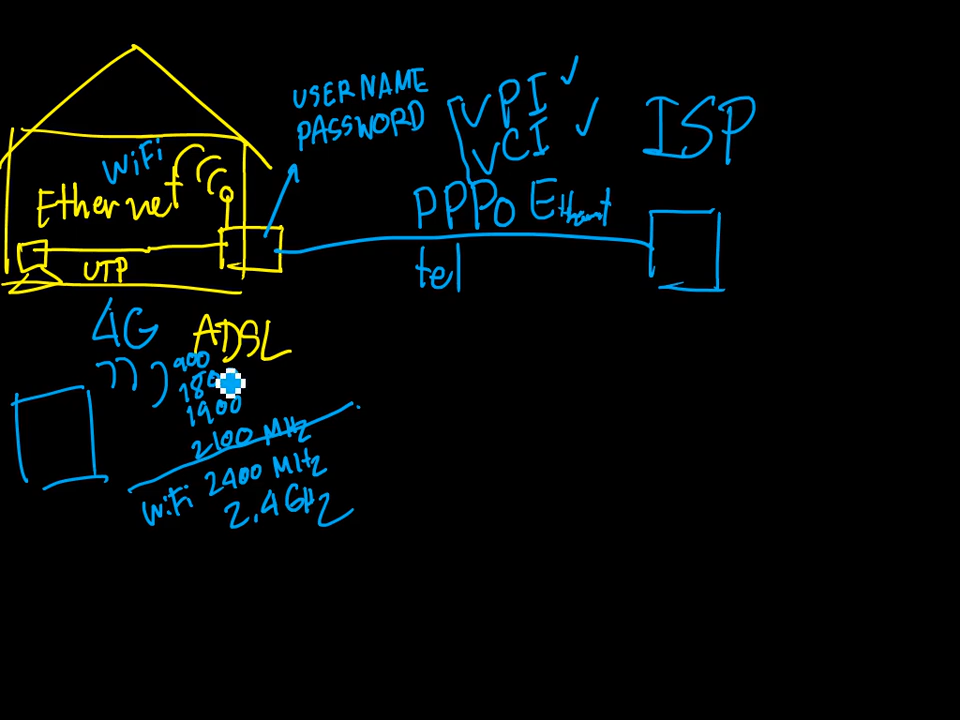 USERNAME
PASSWORD
VPI
VCI
ISP
WiFi
Ethernet
PPPo Ethernet
UTP
tel
4G
ADSL
900
1900
2100 MHz
WiFi 2400 MHz
2.4GHz